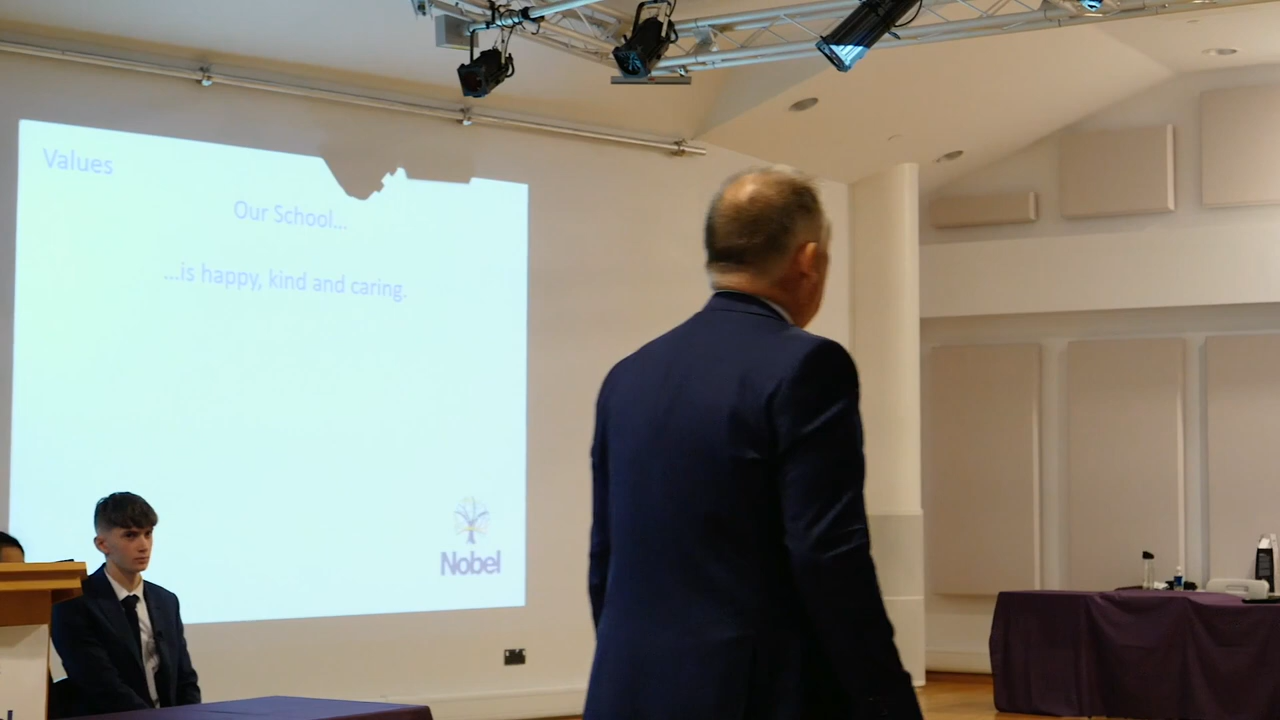 Values
Our School...
...is happy, kind and caring.
Nobel